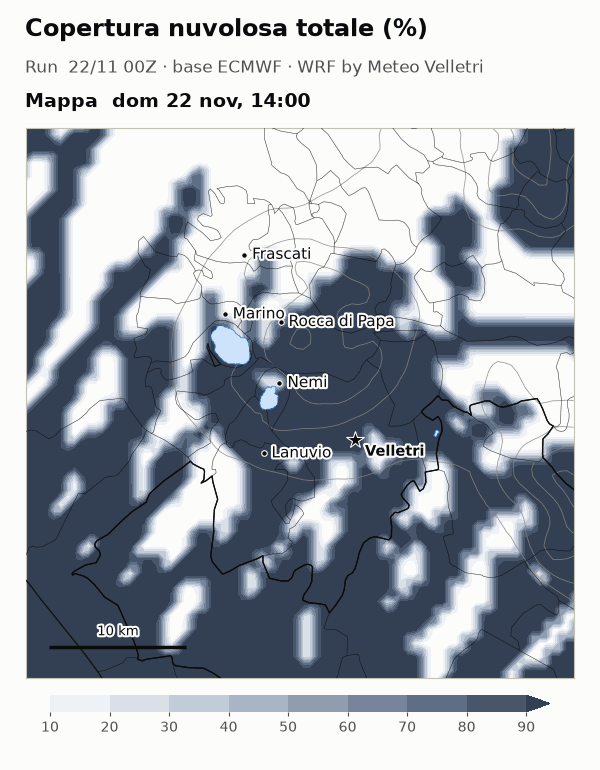 Copertura nuvolosa totale (%)
Run  22/11 00Z · base ECMWF · WRF by Meteo Velletri
Mappa  dom 22 nov, 14:00
Frascati
Marino
Rocca di Papa
Nemi
Velletri
Lanuvio
10 km
10 20 30 40 50 60 70 80 90